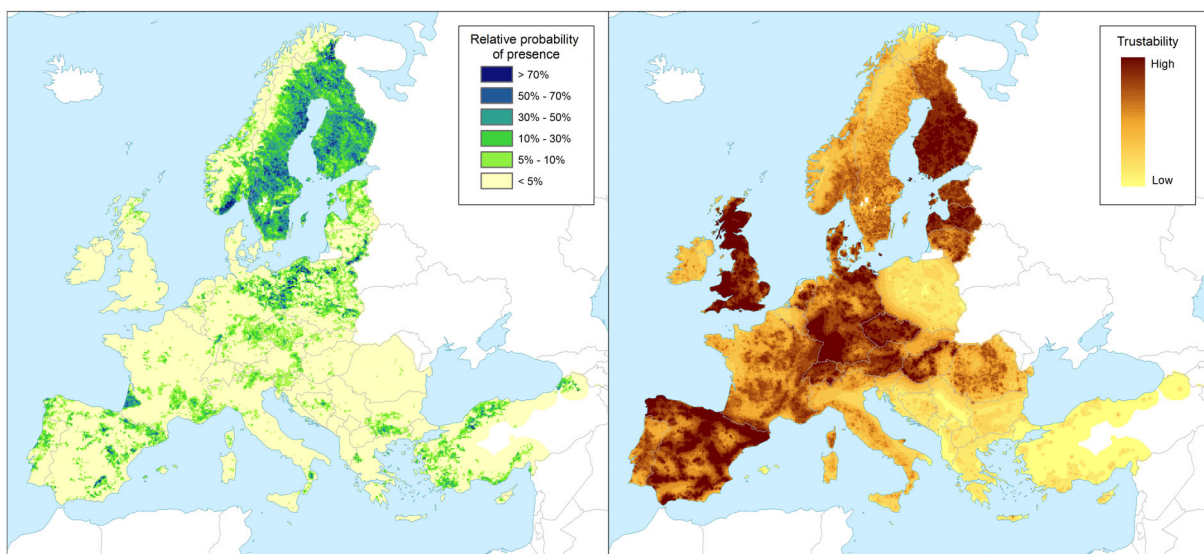 Relative probability
of presence
> 70%
50% - 70%
30% - 50%
10% - 30%
5% - 10%
< 5%
Trustability
High
Low